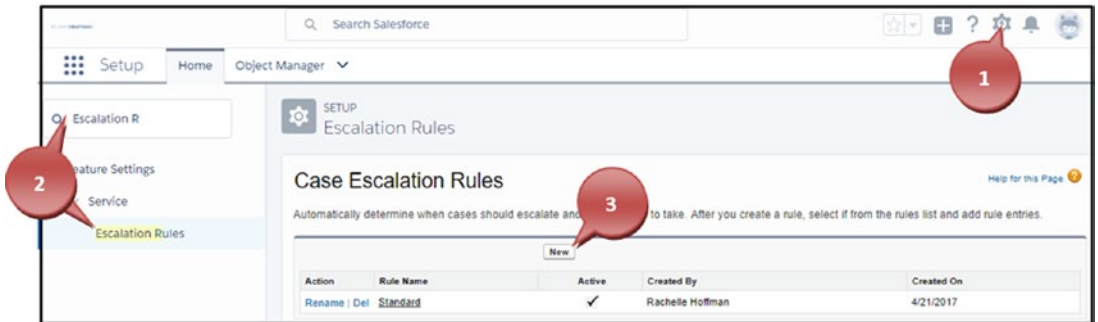 Search Salesforce
1
Setup Home Object Manager
Escalation R
SETUP
Escalation Rules
2
eature Settings
Service
Escalation Rules
Case Escalation Rules
Help for this Page
3
Automatically determine when cases should escalate and to take. After you create a rule, select if from the rules list and add rule entries.
New
Action Rule Name Active Created By Created On
Rename | Del Standard ✓ Rachelle Hoffman 4/21/2017